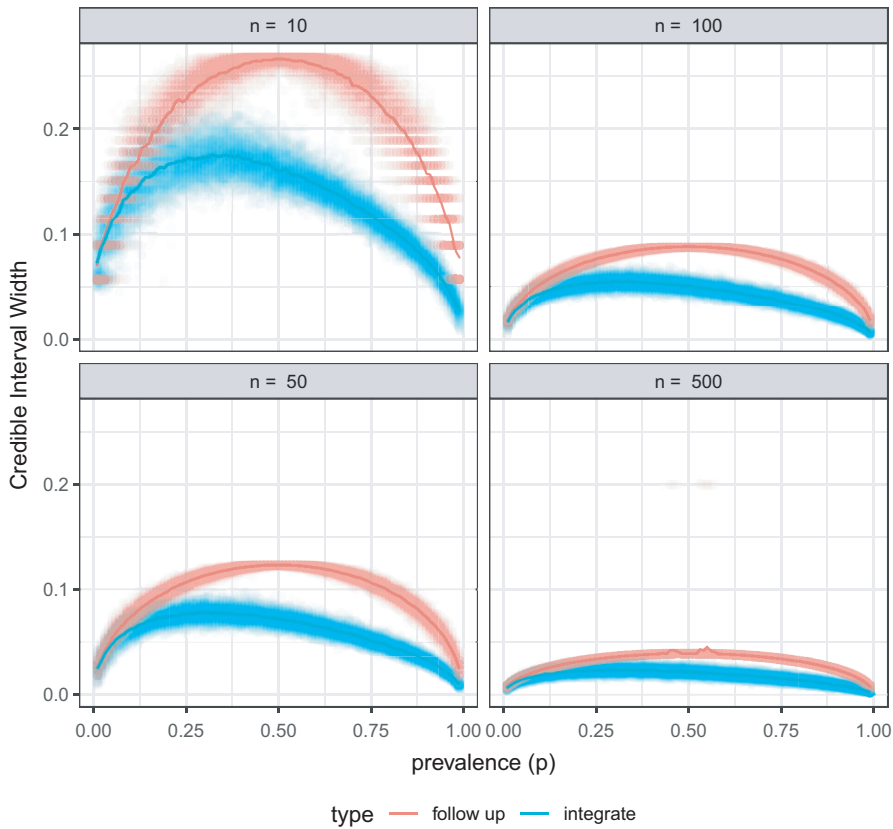 n = 10
n = 100
0.2
0.1
0.0
n = 50
n = 500
0.2
0.1
0.0
Credible Interval Width
0.00 0.25 0.50 0.75 1.00
0.00 0.25 0.50 0.75 1.00
prevalence (p)
type follow up integrate